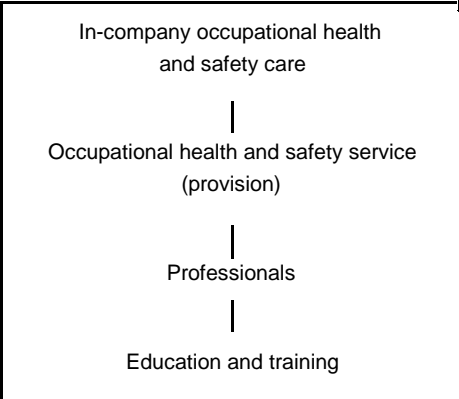 In-company occupational health
and safety care
Occupational health and safety service
(provision)
Professionals
Education and training